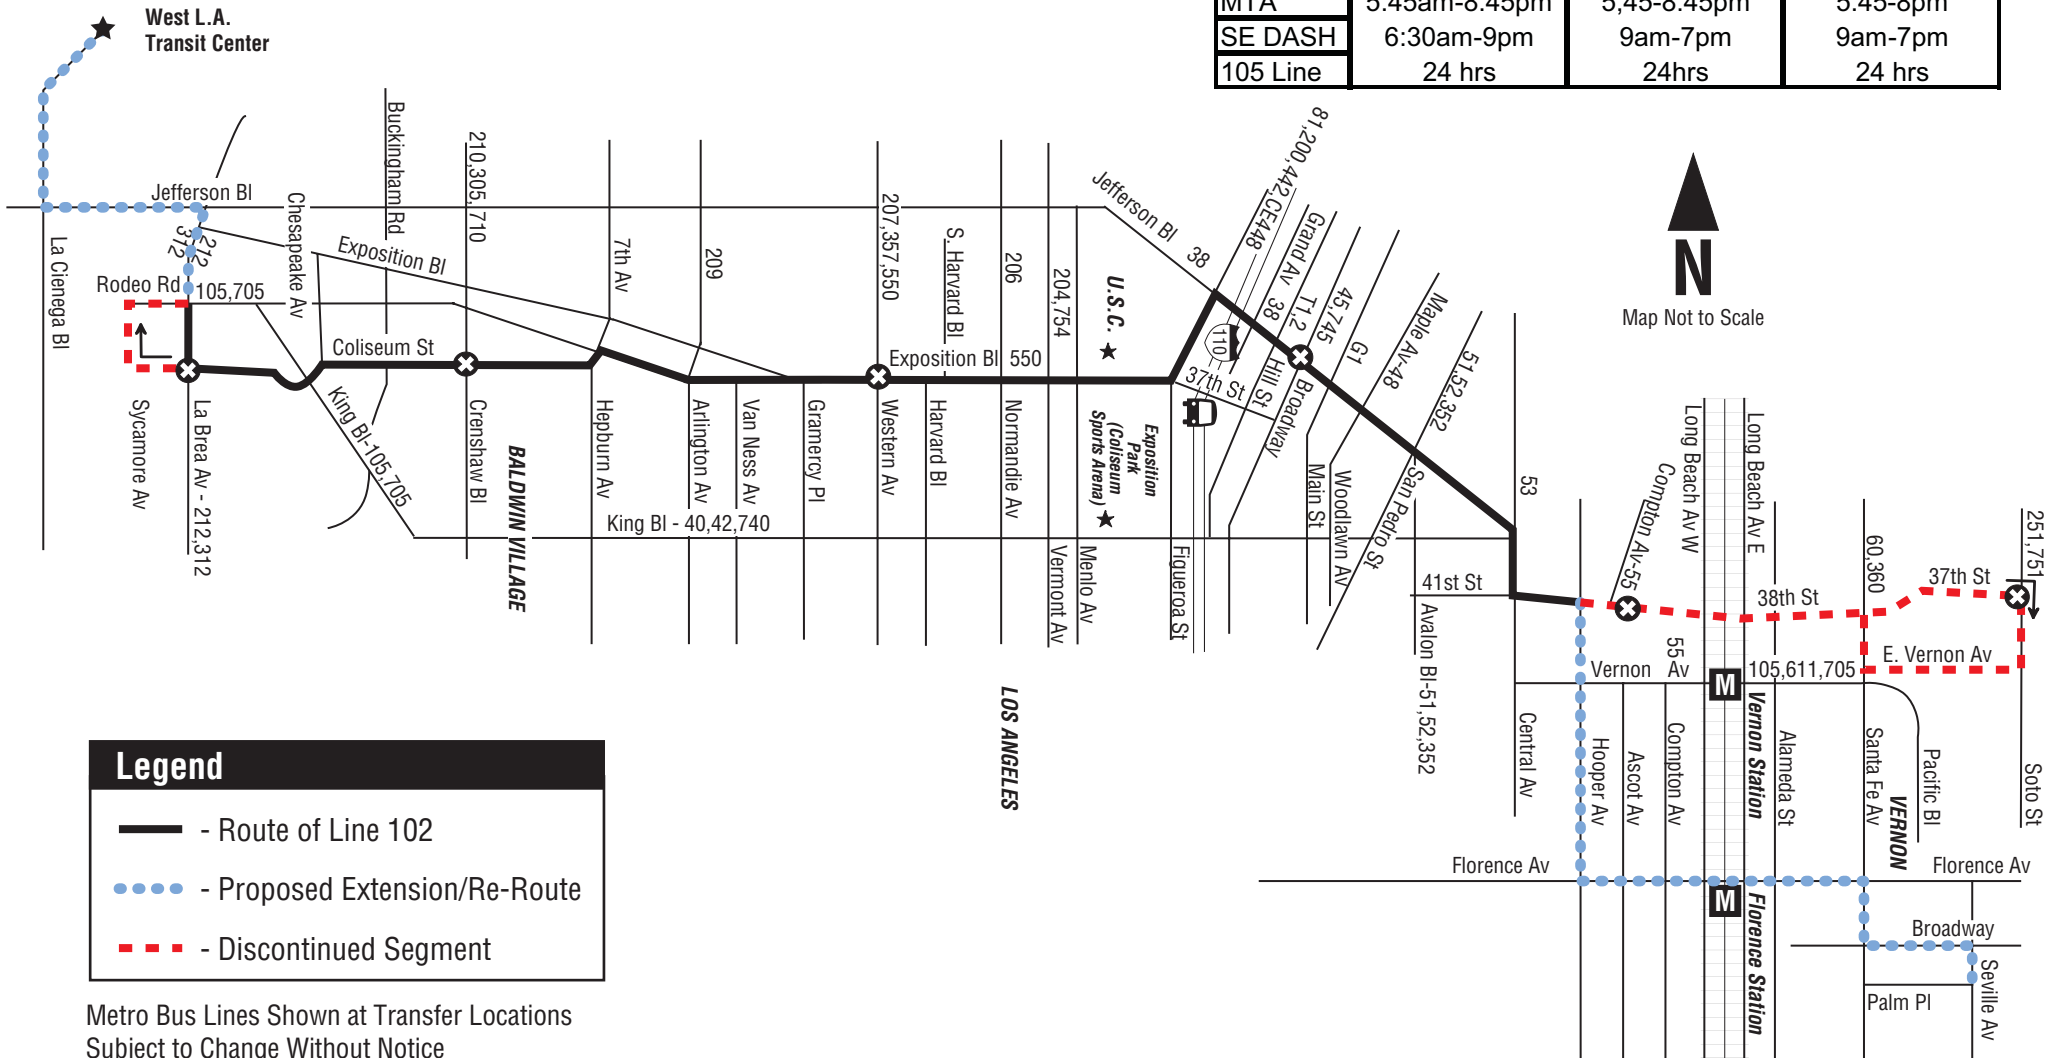 West L.A.
Transit Center
MTA 5:45am-8:45pm 5,45-8:45pm 5:45-8pm
SE DASH 6:30am-9pm 9am-7pm 9am-7pm
105 Line 24 hrs 24hrs 24 hrs
Jefferson Bl
La Cienega Bl
212
312
Rodeo Rd
105,705
Chesapeake Av
Exposition Bl
Buckingham Rd
210,305,710
7th Av
209
207,357,550
S. Harvard Bl
206
204,754
U.S.C.
Jefferson Bl
38
81,200,442,CE448
Grand Av
38
T1,2
45,745
G1
Maple Av-48
51,52,352
53
110
N
Map Not to Scale
Coliseum St
Exposition Bl
550
37th St
Hill St
Broadway
Main St
Woodlawn Av
San Pedro St
Sycamore Av
La Brea Av - 212,312
King Bl-105,705
Crenshaw Bl
BALDWIN VILLAGE
Hepburn Av
Arlington Av
Van Ness Av
Gramercy Pl
Western Av
Harvard Bl
Normandie Av
Vermont Av
Menlo Av
Exposition
Park
(Coliseum
Sports Arena)
Figueroa St
King Bl - 40,42,740
41st St
Avalon Bl-51,52,352
Central Av
Compton Av-55
Long Beach Av W
Long Beach Av E
38th St
60,360
37th St
251,751
E. Vernon Av
Vernon Av
55
105,611,705
M
Vernon Station
Hooper Av
Ascot Av
Compton Av
Alameda St
Santa Fe Av
VERNON
Pacific Bl
Soto St
LOS ANGELES
Florence Av
Florence Av
M
Florence Station
Broadway
Palm Pl
Seville Av
Legend
- Route of Line 102
- Proposed Extension/Re-Route
- Discontinued Segment
Metro Bus Lines Shown at Transfer Locations
Subject to Change Without Notice